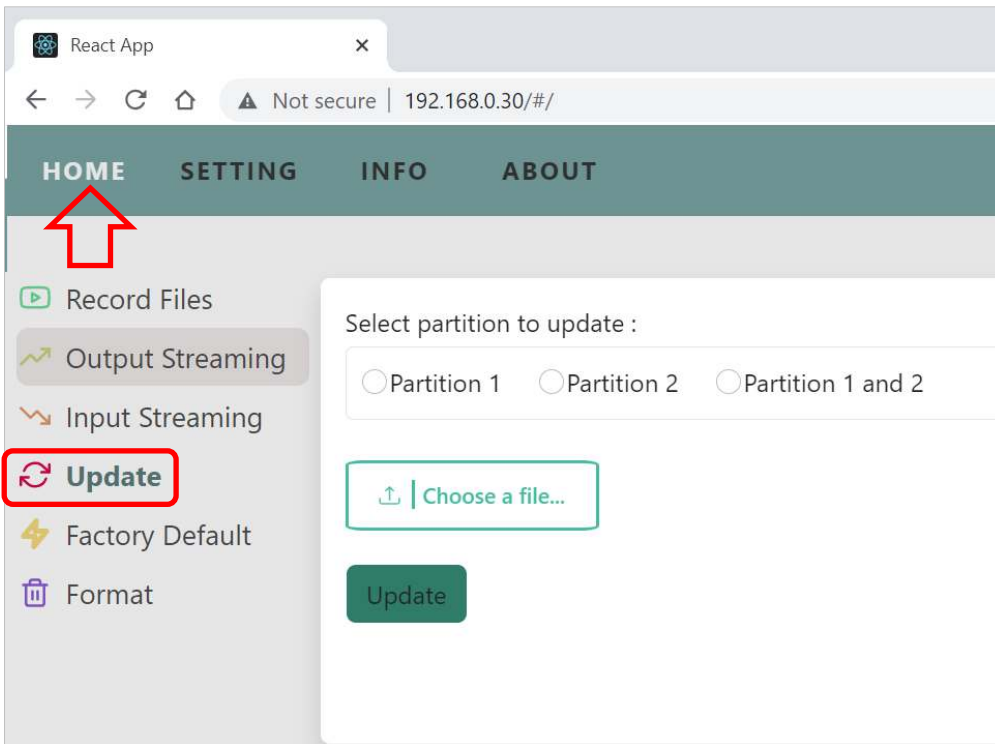 React App
Not secure | 192.168.0.30/#/
HOME SETTING INFO ABOUT
Record Files
Output Streaming
Input Streaming
Update
Factory Default
Format
Select partition to update :
Partition 1 Partition 2 Partition 1 and 2
Choose a file...
Update